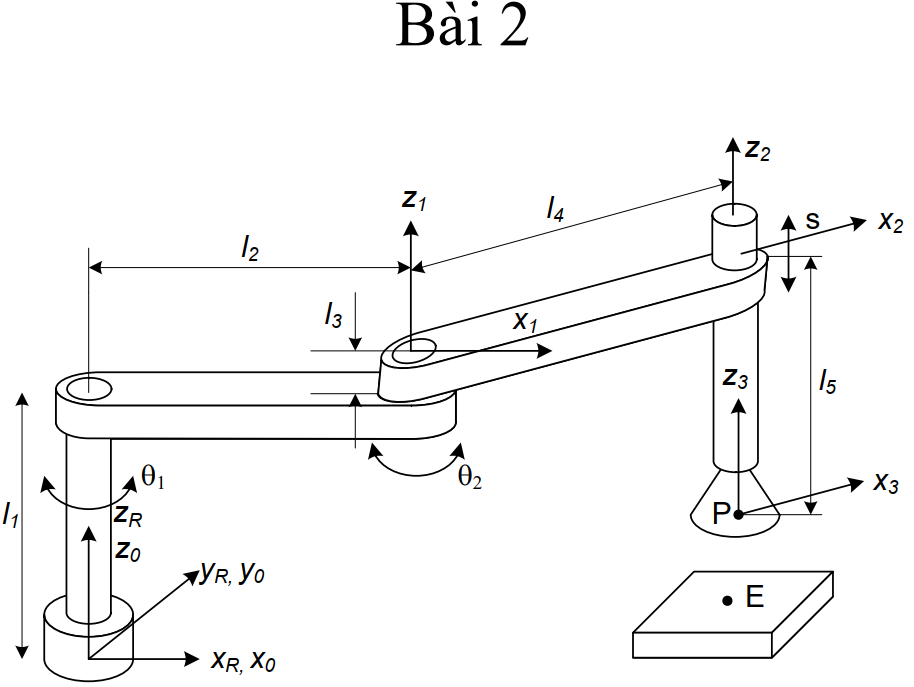 Bài 2
z2
z1
l4
s
x2
l2
l3
x1
z3
l5
θ1
θ2
x3
l1
zR
P
z0
yR, y0
E
xR, x0